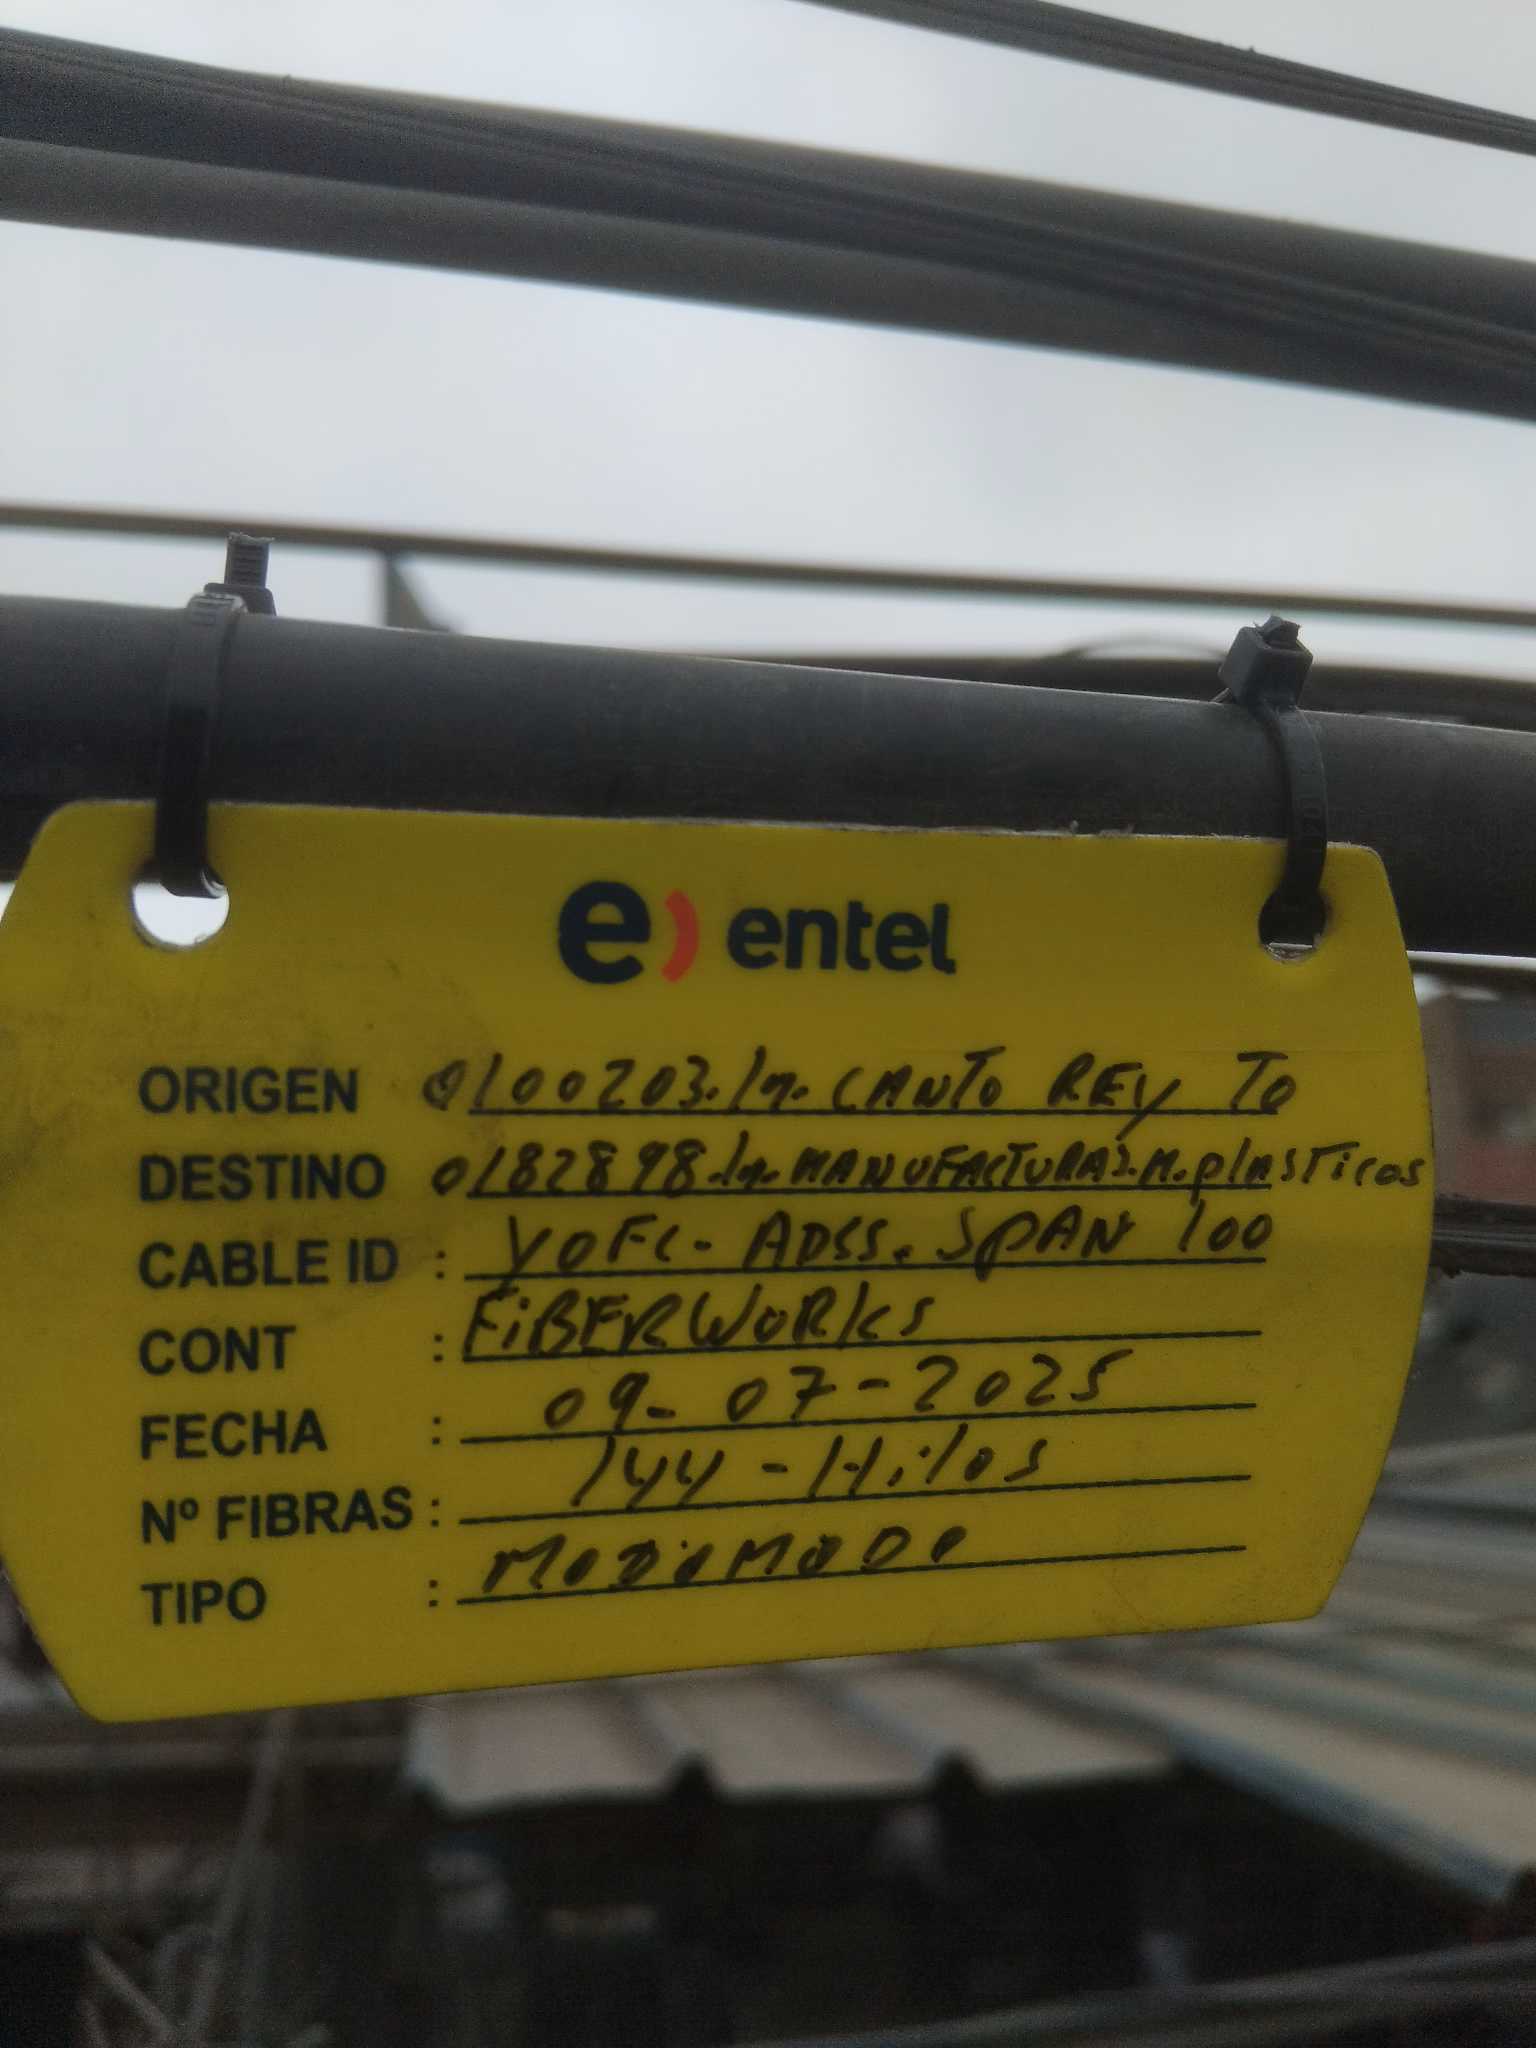 e) entel
ORIGEN 0100203.lm.CANTO REY TO
DESTINO 0182898.lm.MANUFACTURAS.M.plASTicos
CABLE ID : YOFC- ADSS. SPAN 100
CONT : FiBERWORKS
FECHA : 09-07-2025
Nº FIBRAS : 144 - Hilos
TIPO :